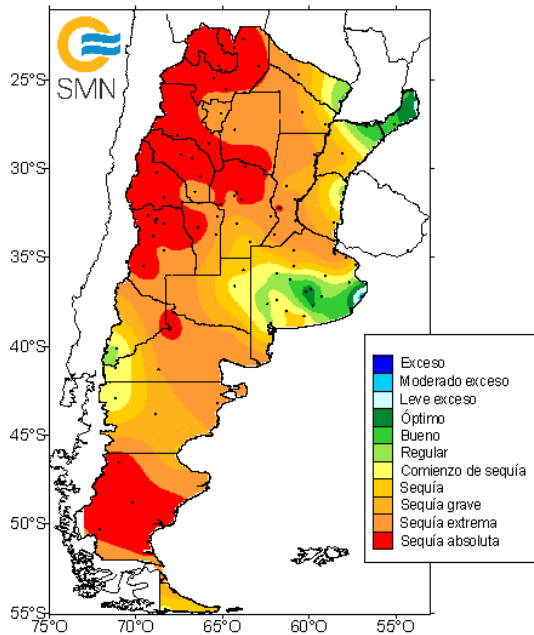 SMN
25°S
30°S
35°S
40°S
45°S
50°S
55°S
75°O 70°O 65°O 60°O 55°O
Exceso
Moderado exceso
Leve exceso
Óptimo
Bueno
Regular
Comienzo de sequía
Sequía
Sequía grave
Sequía extrema
Sequía absoluta